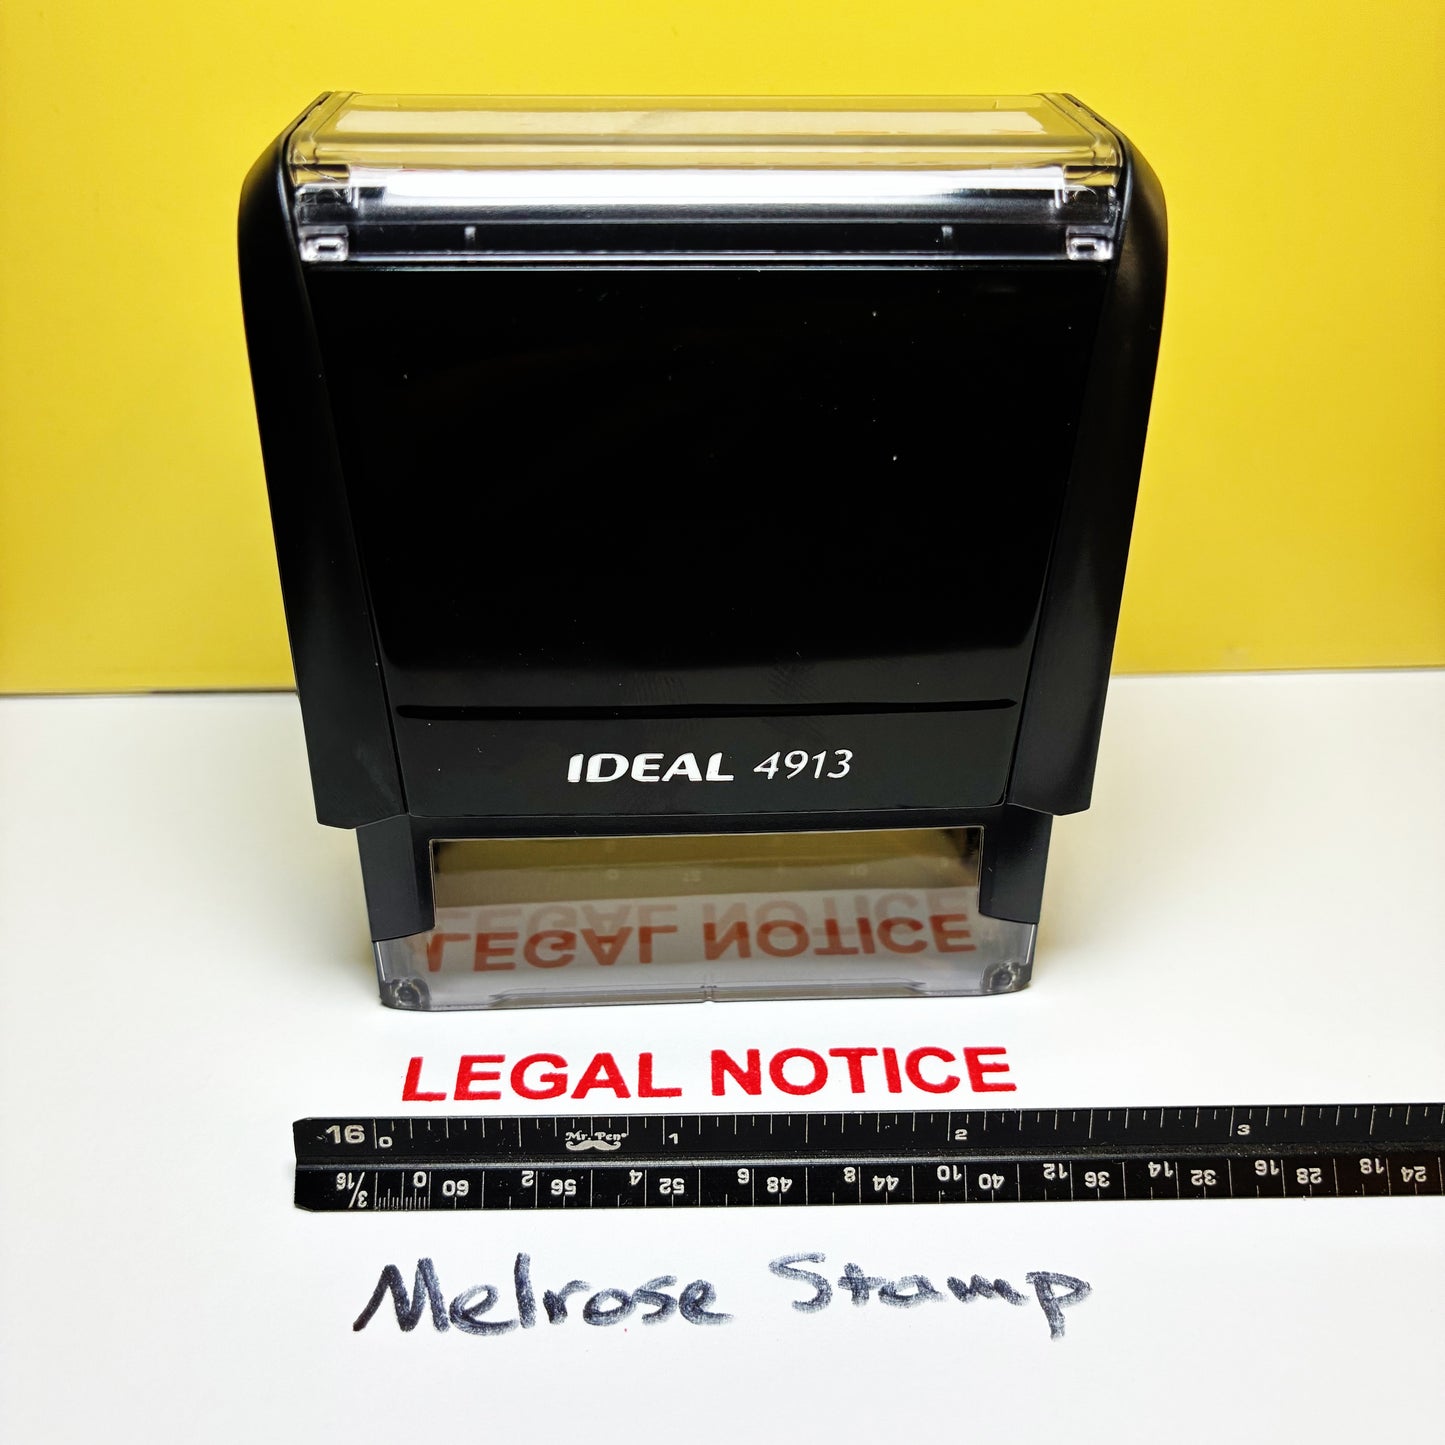 IDEAL 4913
LEGAL NOTICE
LEGAL NOTICE
16 0 Mr. Pen® 1 2 3
3/16 0 60 2 56 4 52 6 48 8 44 10 40 12 36 14 32 16 28 18 24
Melrose Stamp